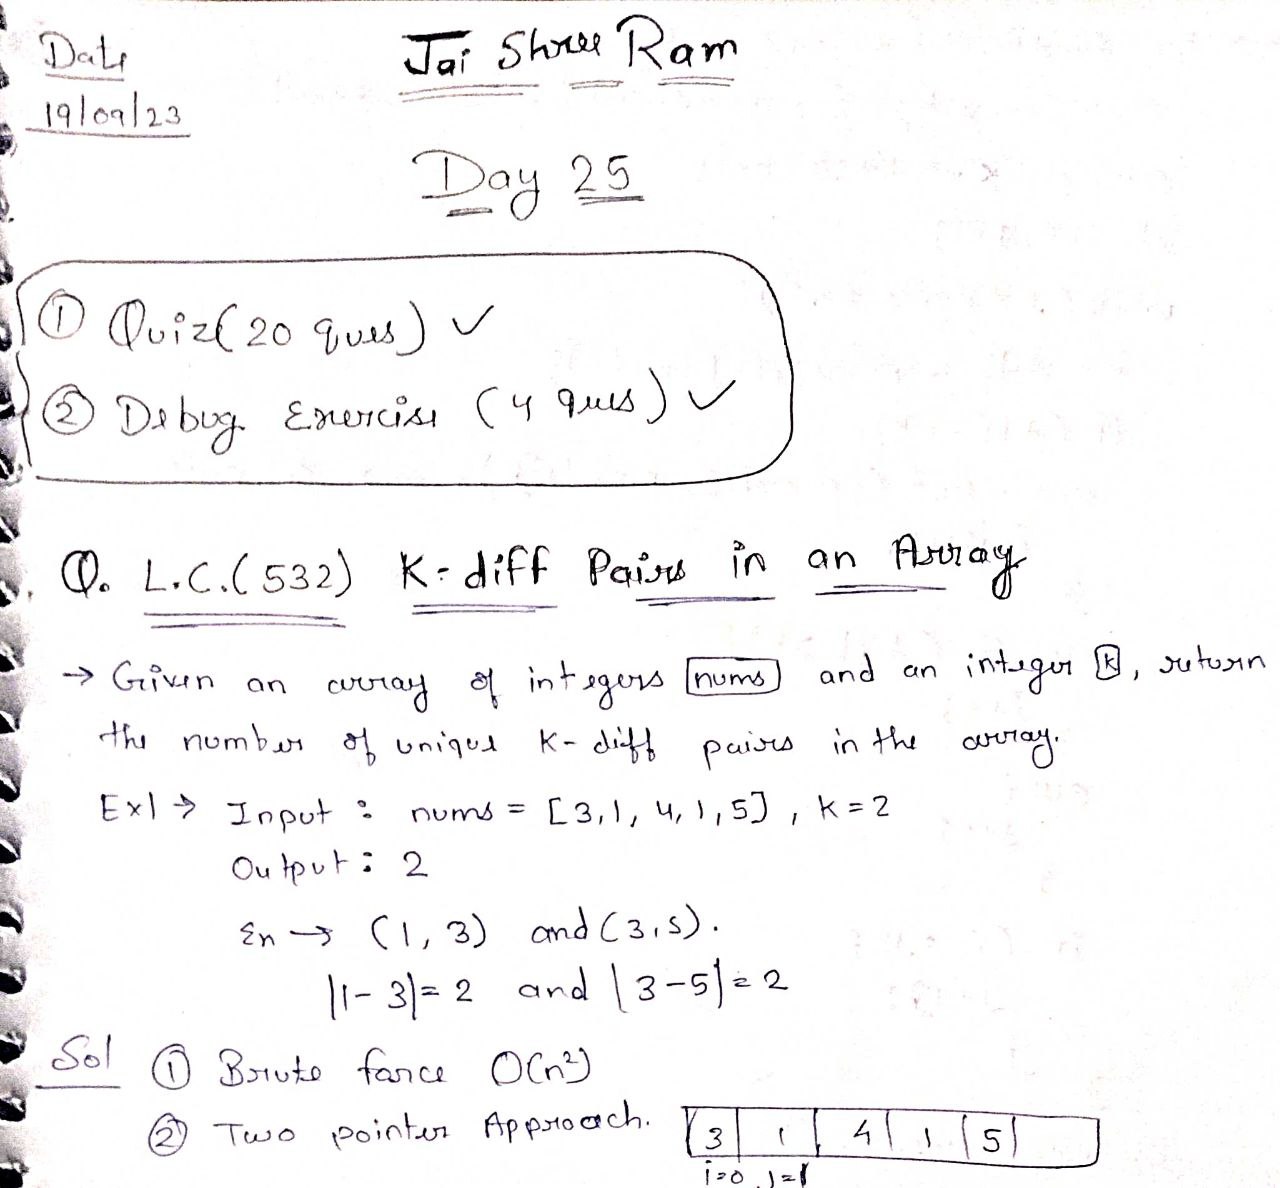 Date
Jai Shree Ram
19/09/23
Day 25
① Quiz (20 ques) ✓
② Debug Exercise (4 ques) ✓
Q. L.C.(532) K-diff Pairs in an Array
→ Given an array of integers nums and an integer k, return
the number of unique K-diff pairs in the array.
Ex1 → Input : nums = [3,1,4,1,5], K=2
Output : 2
Ex → (1, 3) and (3,5).
|1-3|=2 and |3-5|=2
Sol ① Brute force O(n²)
② Two pointer Approach. 3 1 4 1 5
i=0 j=1